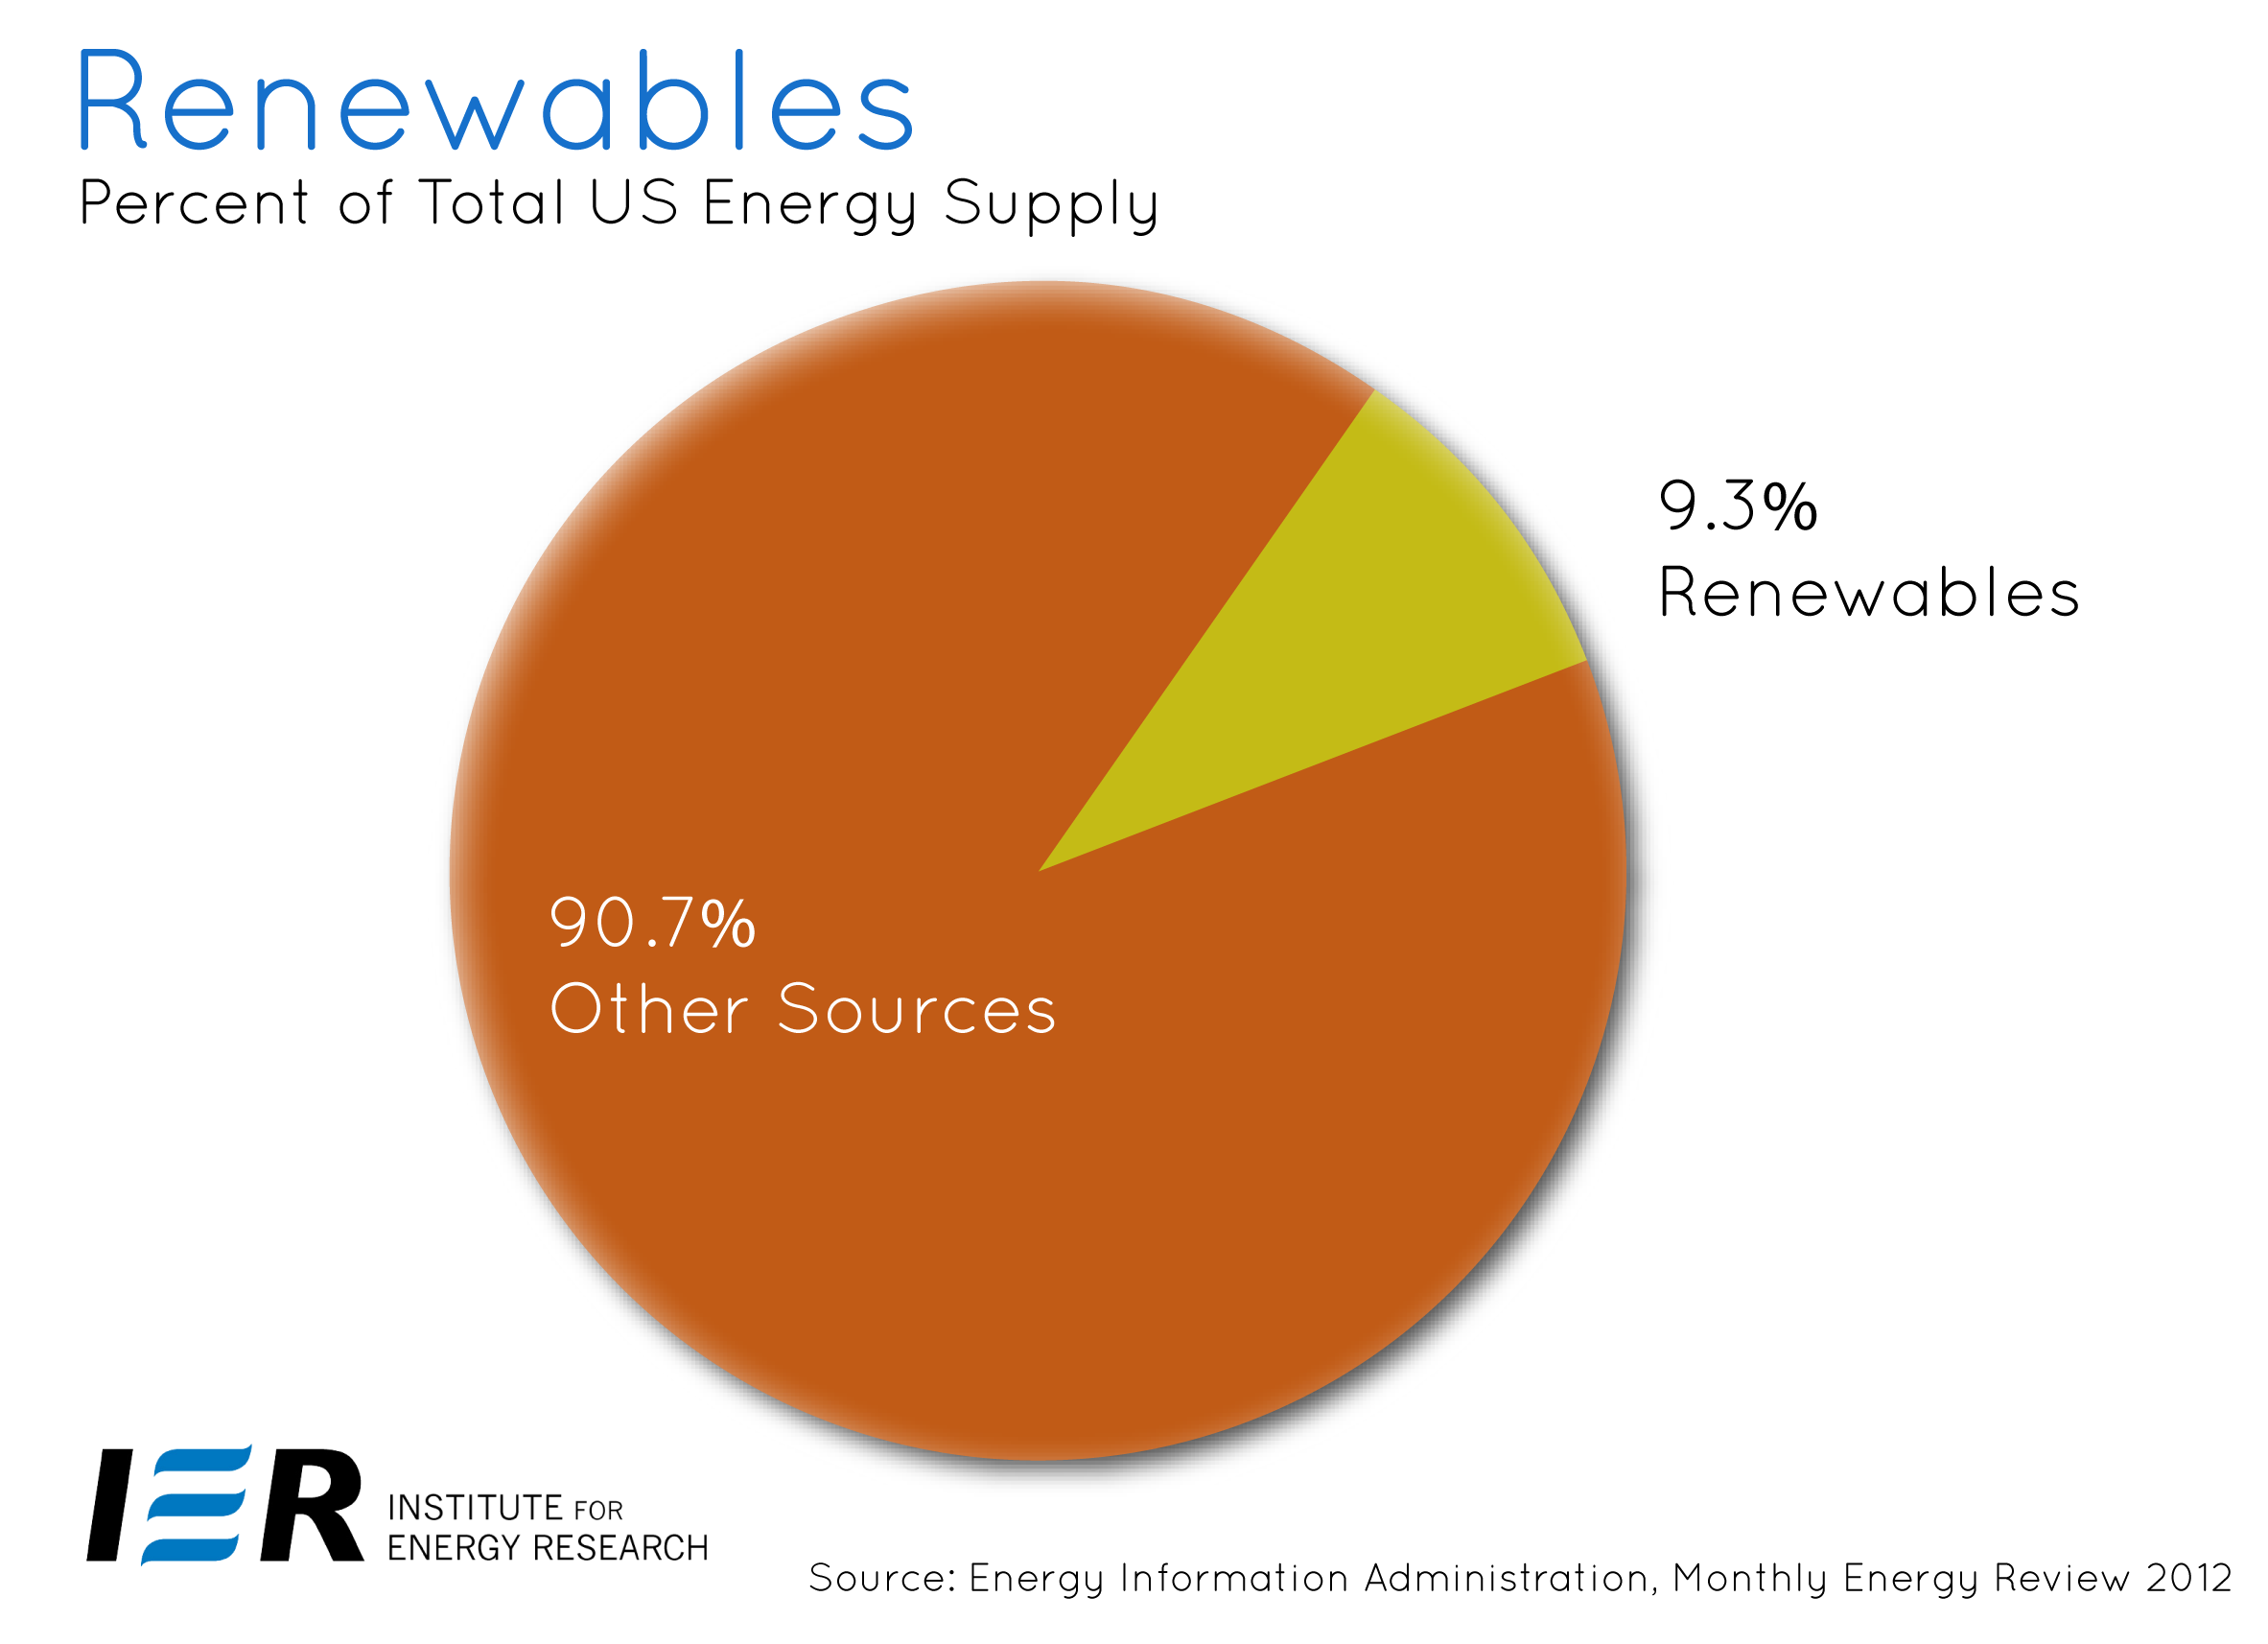 Renewables
Percent of Total US Energy Supply
9.3%
Renewables
90.7%
Other Sources
IER
INSTITUTE FOR
ENERGY RESEARCH
Source: Energy Information Administration, Monthly Energy Review 2012